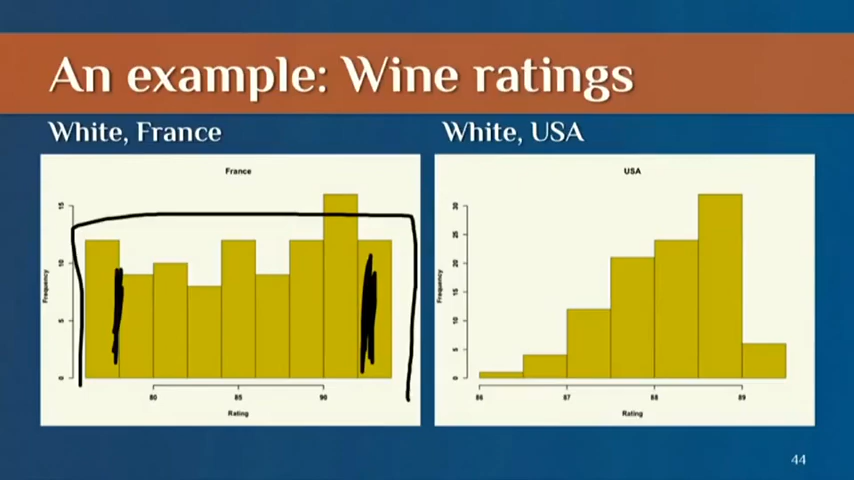 An example: Wine ratings
White, France
White, USA
France
Frequency
15
10
5
0
80
85
90
Rating
USA
Frequency
30
25
20
15
10
5
0
86
87
88
89
Rating
44